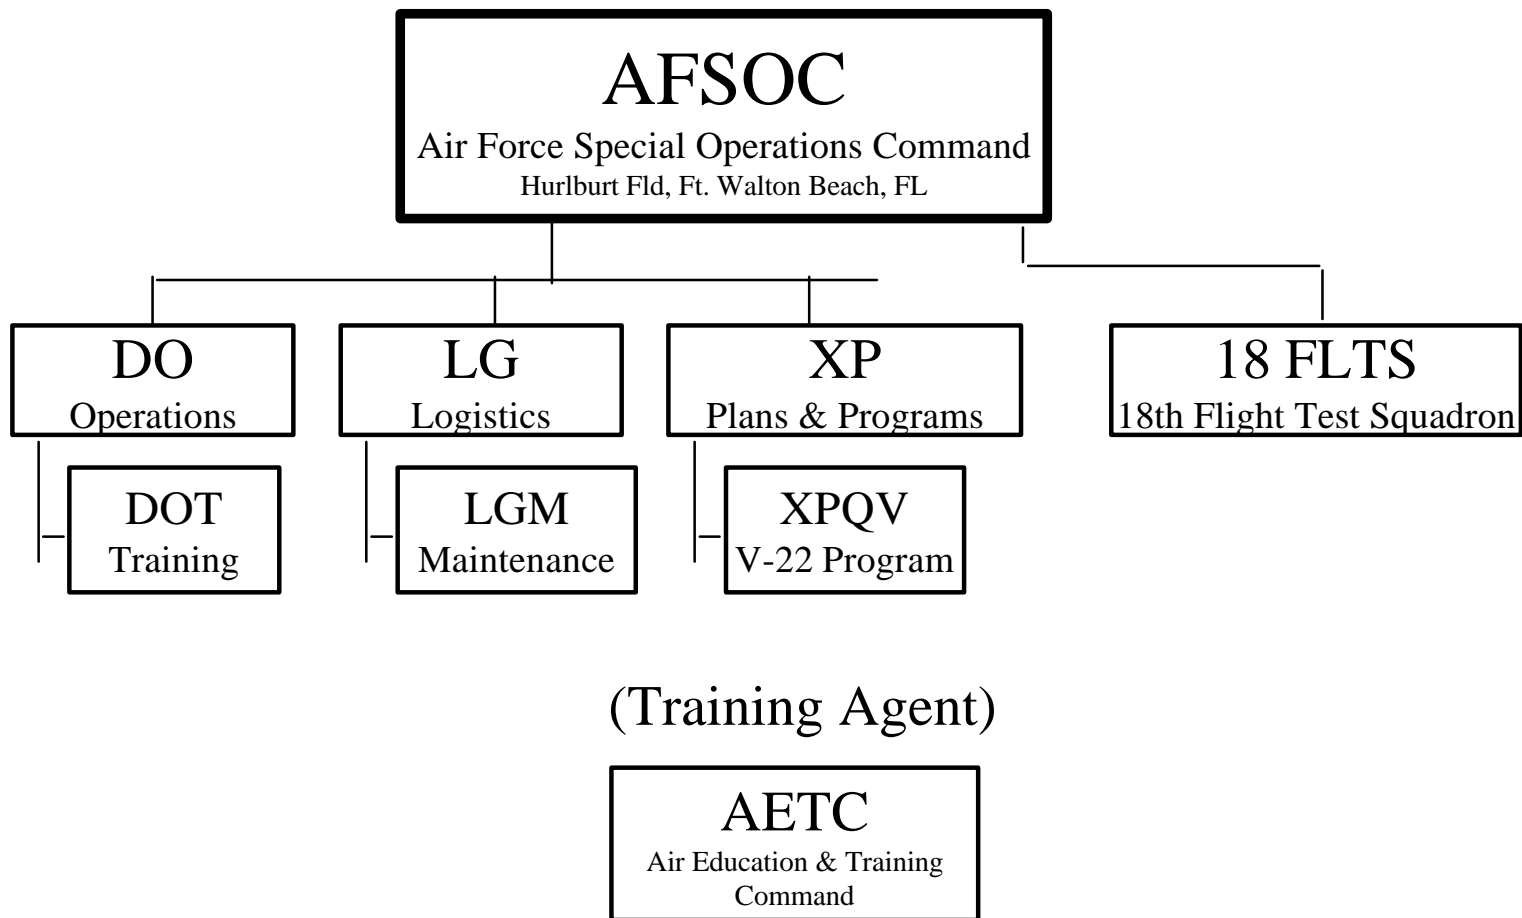 AFSOC
Air Force Special Operations Command
Hurlburt Fld, Ft. Walton Beach, FL
DO
Operations
LG
Logistics
XP
Plans & Programs
18 FLTS
18th Flight Test Squadron
DOT
Training
LGM
Maintenance
XPQV
V-22 Program
(Training Agent)
AETC
Air Education & Training
Command